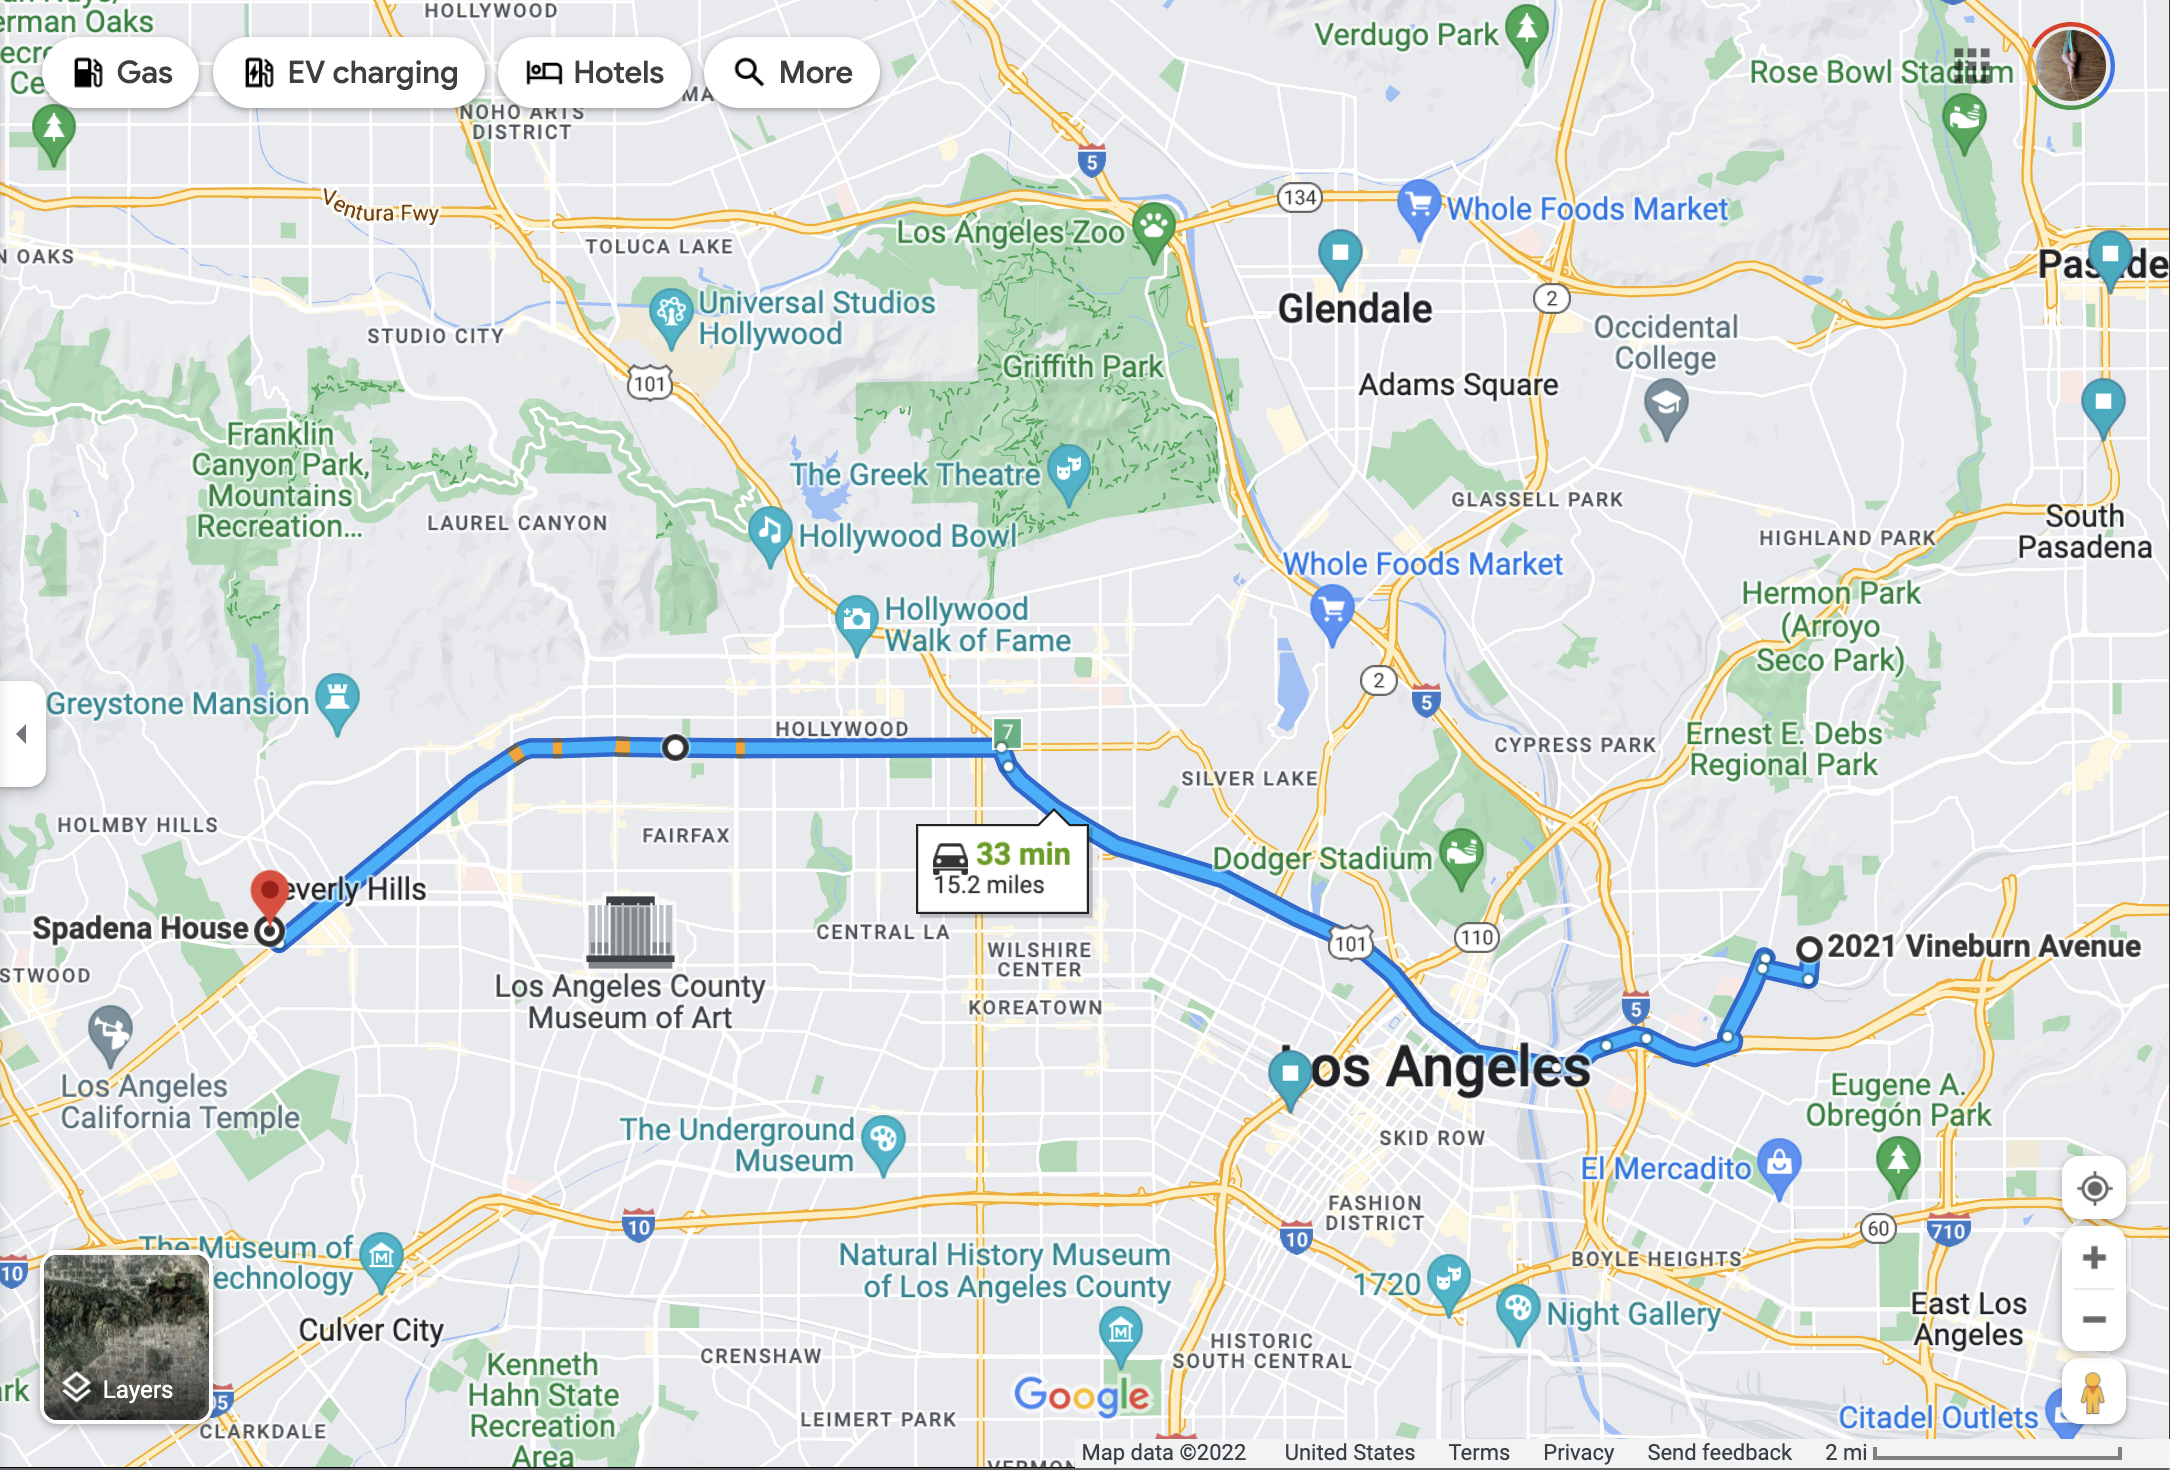 HOLLYWOOD
erman Oaks
Gas
EV charging
Hotels
More
Verdugo Park
Rose Bowl Stadium
NOHO ARTS
DISTRICT
5
Ventura Fwy
134
Whole Foods Market
Los Angeles Zoo
TOLUCA LAKE
N OAKS
Universal Studios
Hollywood
Glendale
2
STUDIO CITY
Occidental
College
Griffith Park
101
Adams Square
Franklin
Canyon Park,
Mountains
Recreation...
The Greek Theatre
GLASSELL PARK
LAUREL CANYON
Hollywood Bowl
HIGHLAND PARK
South
Pasadena
Whole Foods Market
Hollywood
Walk of Fame
Hermon Park
(Arroyo
Seco Park)
2
5
Greystone Mansion
HOLLYWOOD
7
CYPRESS PARK
Ernest E. Debs
Regional Park
SILVER LAKE
HOLMBY HILLS
FAIRFAX
33 min
15.2 miles
Dodger Stadium
everly Hills
Spadena House
CENTRAL LA
101
110
2021 Vineburn Avenue
WILSHIRE
CENTER
STWOOD
Los Angeles County
Museum of Art
KOREATOWN
5
Los Angeles
Los Angeles
California Temple
Eugene A.
Obregón Park
The Underground
Museum
SKID ROW
El Mercadito
FASHION
DISTRICT
10
10
60
710
The Museum of
echnology
10
Natural History Museum
of Los Angeles County
BOYLE HEIGHTS
1720
Night Gallery
East Los
Angeles
Culver City
HISTORIC
SOUTH CENTRAL
CRENSHAW
Kenneth
Hahn State
Recreation
Area
Layers
Google
LEIMERT PARK
CLARKDALE
Citadel Outlets
Map data ©2022 United States Terms Privacy Send feedback 2 mi